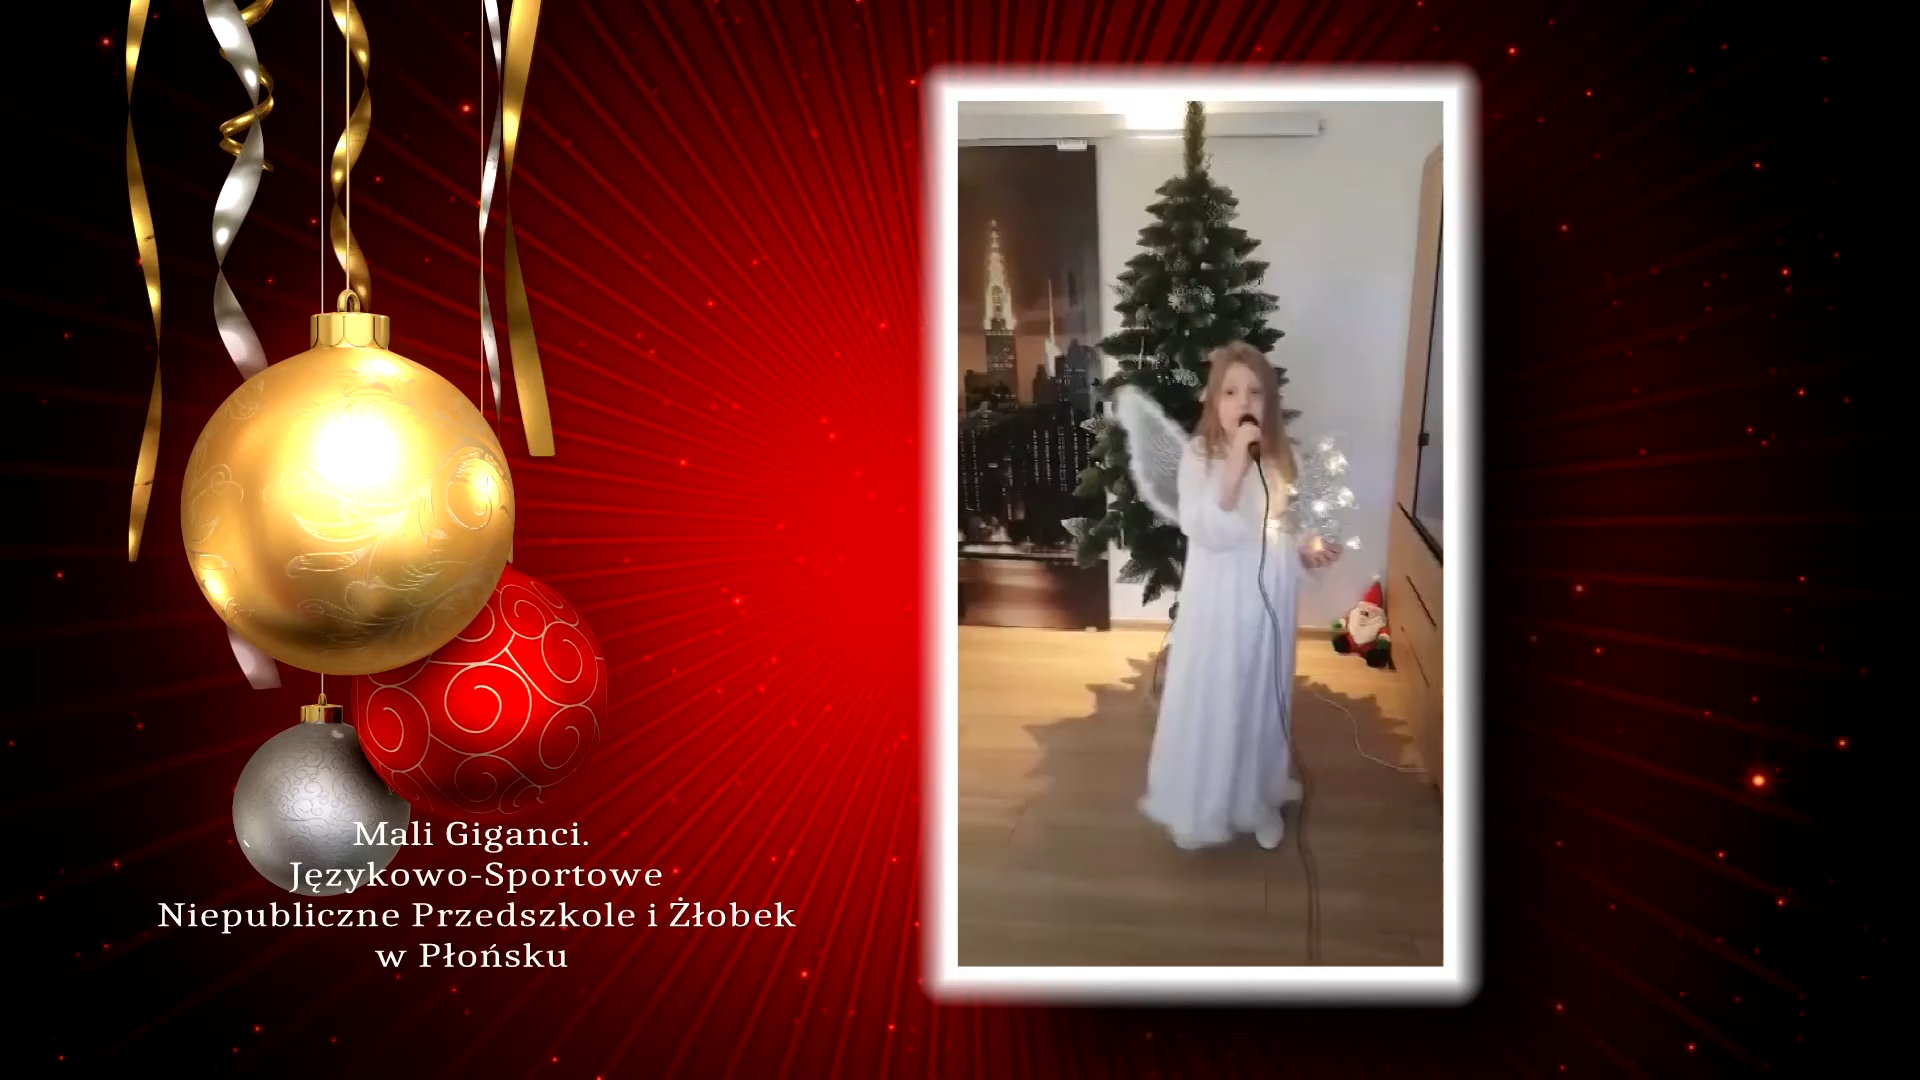 Mali Giganci.
Językowo-Sportowe
Niepubliczne Przedszkole i Żłobek
w Płońsku